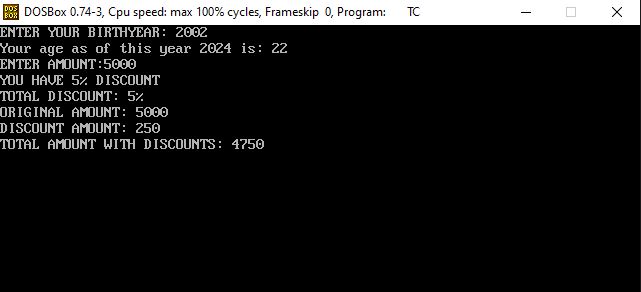 DOS BOX DOSBox 0.74-3, Cpu speed: max 100% cycles, Frameskip 0, Program: TC
ENTER YOUR BIRTHYEAR: 2002
Your age as of this year 2024 is: 22
ENTER AMOUNT:5000
YOU HAVE 5% DISCOUNT
TOTAL DISCOUNT: 5%
ORIGINAL AMOUNT: 5000
DISCOUNT AMOUNT: 250
TOTAL AMOUNT WITH DISCOUNTS: 4750